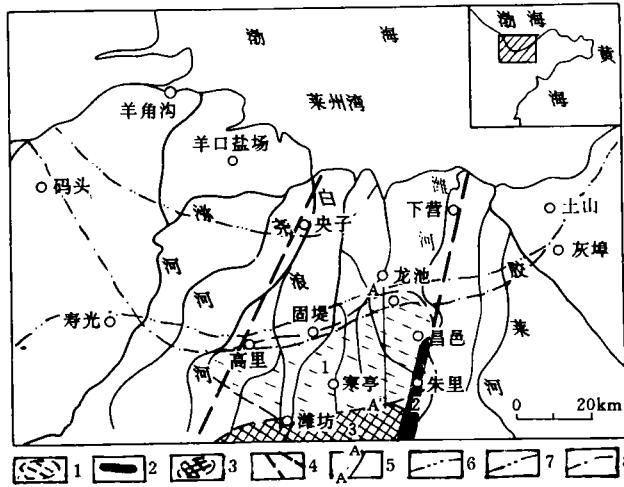 渤 海
渤 海
黄
海
莱州湾
羊角沟
羊口盐场
码头
弥
河
尧
河
白
浪
河
央子
潍
河
下营
土山
灰埠
胶
莱
河
龙池
A
固堤
寿光
高里
昌邑
1
寒亭
朱里
2
A'
潍坊
3
0 20km
1 2 3 4 A A 5 6 7 8